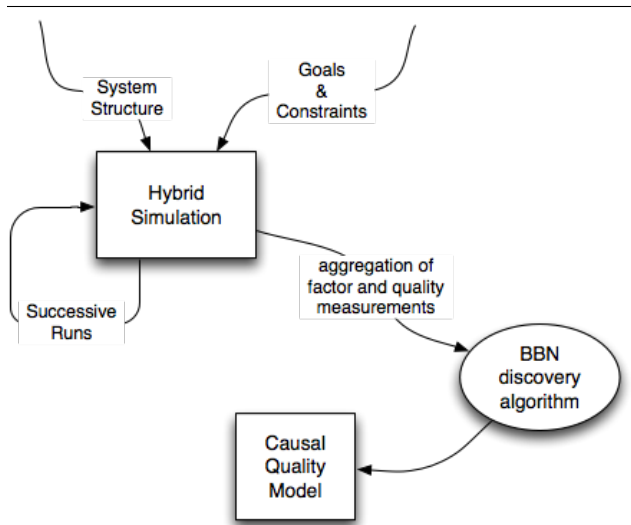 System
Structure
Goals
&
Constraints
Hybrid
Simulation
Successive
Runs
aggregation of
factor and quality
measurements
BBN
discovery
algorithm
Causal
Quality
Model